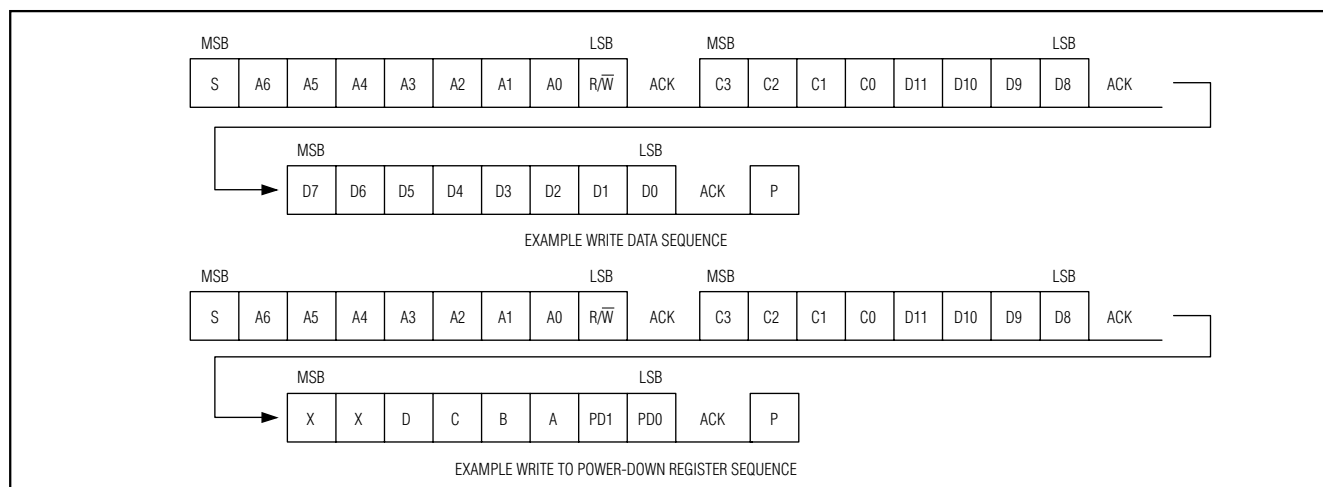 MSB LSB MSB LSB
S A6 A5 A4 A3 A2 A1 A0 R/W̅ ACK C3 C2 C1 C0 D11 D10 D9 D8 ACK
MSB LSB
D7 D6 D5 D4 D3 D2 D1 D0 ACK P
EXAMPLE WRITE DATA SEQUENCE
MSB LSB MSB LSB
S A6 A5 A4 A3 A2 A1 A0 R/W̅ ACK C3 C2 C1 C0 D11 D10 D9 D8 ACK
MSB LSB
X X D C B A PD1 PD0 ACK P
EXAMPLE WRITE TO POWER-DOWN REGISTER SEQUENCE